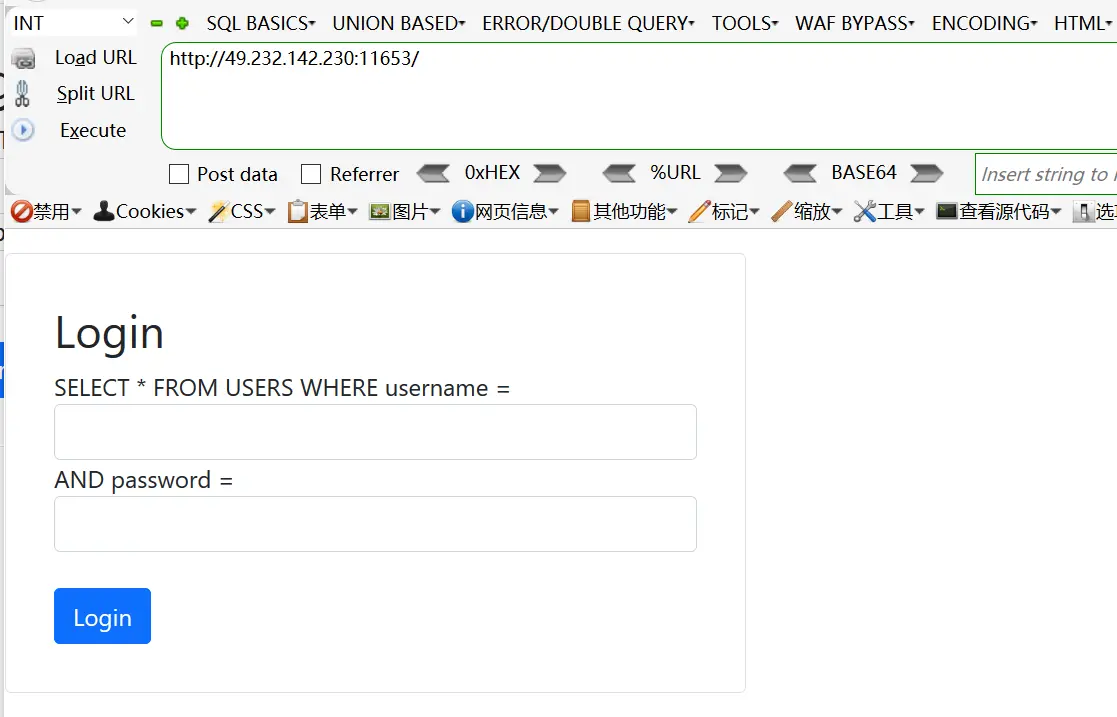 INT SQL BASICS UNION BASED ERROR/DOUBLE QUERY TOOLS WAF BYPASS ENCODING HTML
Load URL
http://49.232.142.230:11653/
Split URL
Execute
Post data Referrer 0xHEX %URL BASE64 Insert string to
禁用 Cookies CSS 表单 图片 网页信息 其他功能 标记 缩放 工具 查看源代码
Login
SELECT * FROM USERS WHERE username =
AND password =
Login